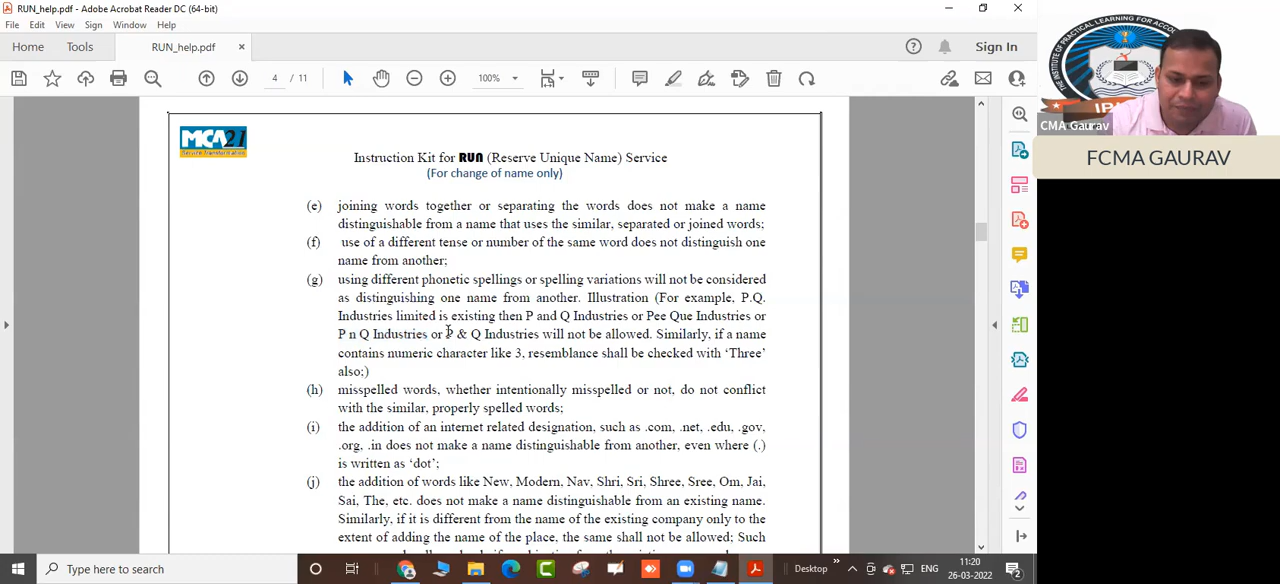 RUN_help.pdf - Adobe Acrobat Reader DC (64-bit)
File Edit View Sign Window Help
Home Tools RUN_help.pdf × Sign In
4 / 11 100%
MCA 21
Instruction Kit for RUN (Reserve Unique Name) Service
(For change of name only)
(e) joining words together or separating the words does not make a name
distinguishable from a name that uses the similar, separated or joined words;
(f) use of a different tense or number of the same word does not distinguish one
name from another;
(g) using different phonetic spellings or spelling variations will not be considered
as distinguishing one name from another. Illustration (For example, P.Q.
Industries limited is existing then P and Q Industries or Pee Que Industries or
P n Q Industries or P & Q Industries will not be allowed. Similarly, if a name
contains numeric character like 3, resemblance shall be checked with ‘Three’
also;)
(h) misspelled words, whether intentionally misspelled or not, do not conflict
with the similar, properly spelled words;
(i) the addition of an internet related designation, such as .com, .net, .edu, .gov,
.org, .in does not make a name distinguishable from another, even where (.)
is written as ‘dot’;
(j) the addition of words like New, Modern, Nav, Shri, Sri, Shree, Sree, Om, Jai,
Sai, The, etc. does not make a name distinguishable from an existing name.
Similarly, if it is different from the name of the existing company only to the
extent of adding the name of the place, the same shall not be allowed; Such
THE INSTITUTE OF PRACTICAL LEARNING FOR
CMA Gaurav
FCMA GAURAV
Type here to search
Desktop
ENG
11:20
26-03-2022
2